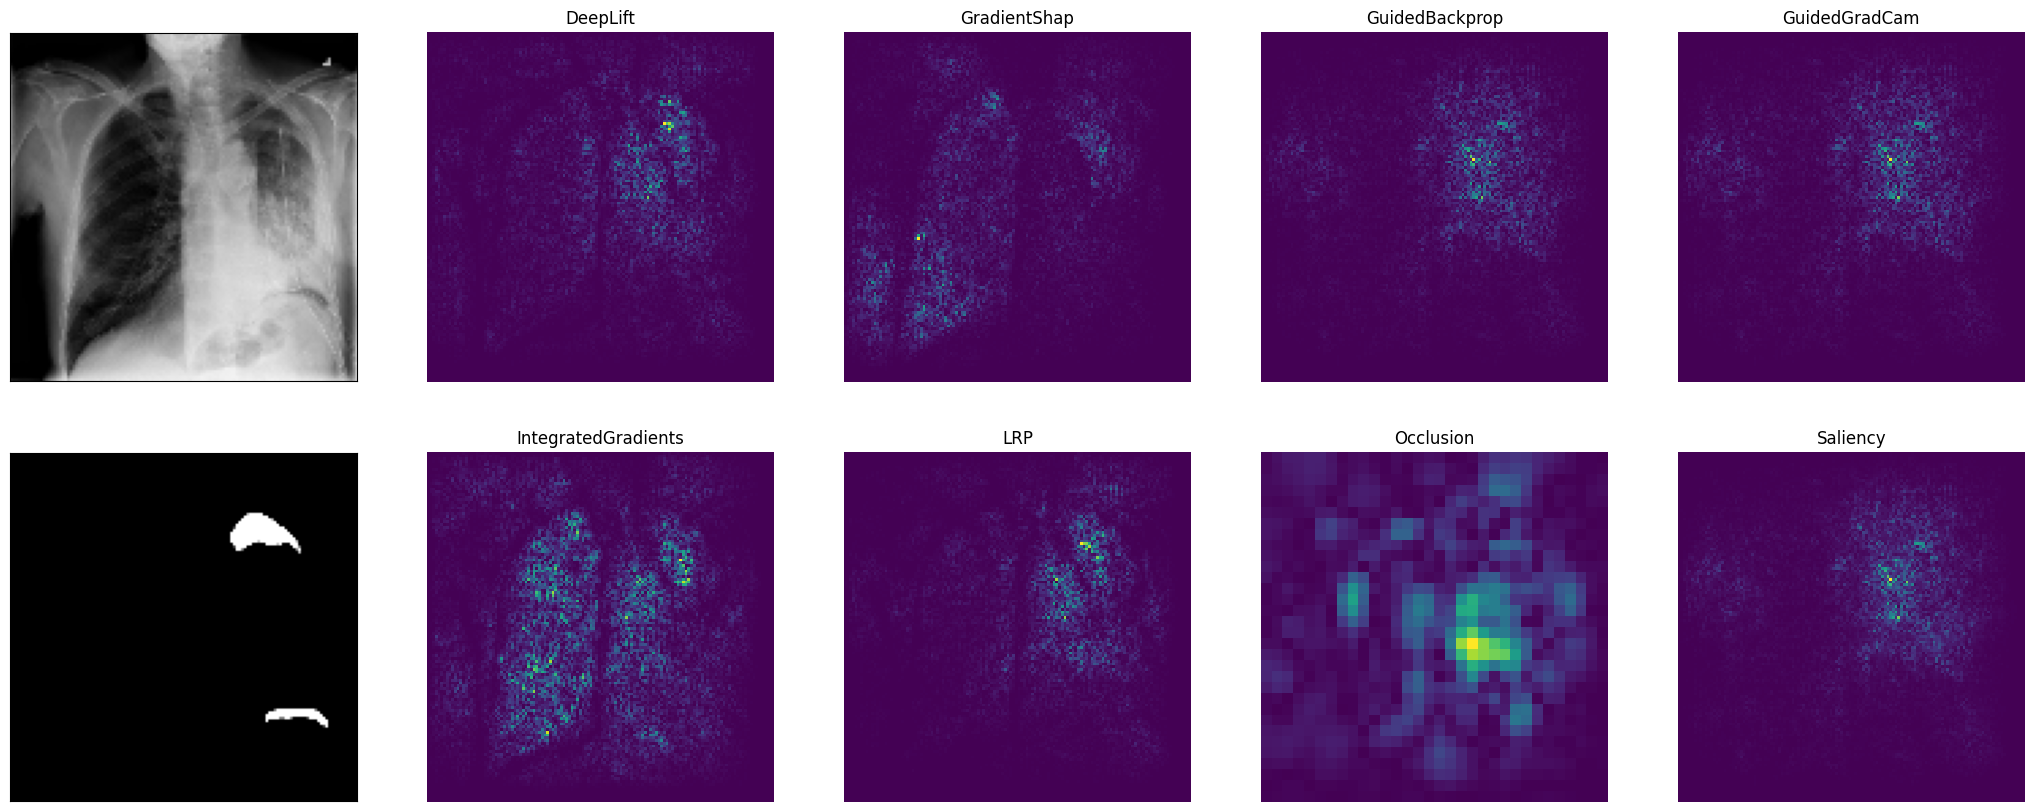 DeepLift
GradientShap
GuidedBackprop
GuidedGradCam
IntegratedGradients
LRP
Occlusion
Saliency